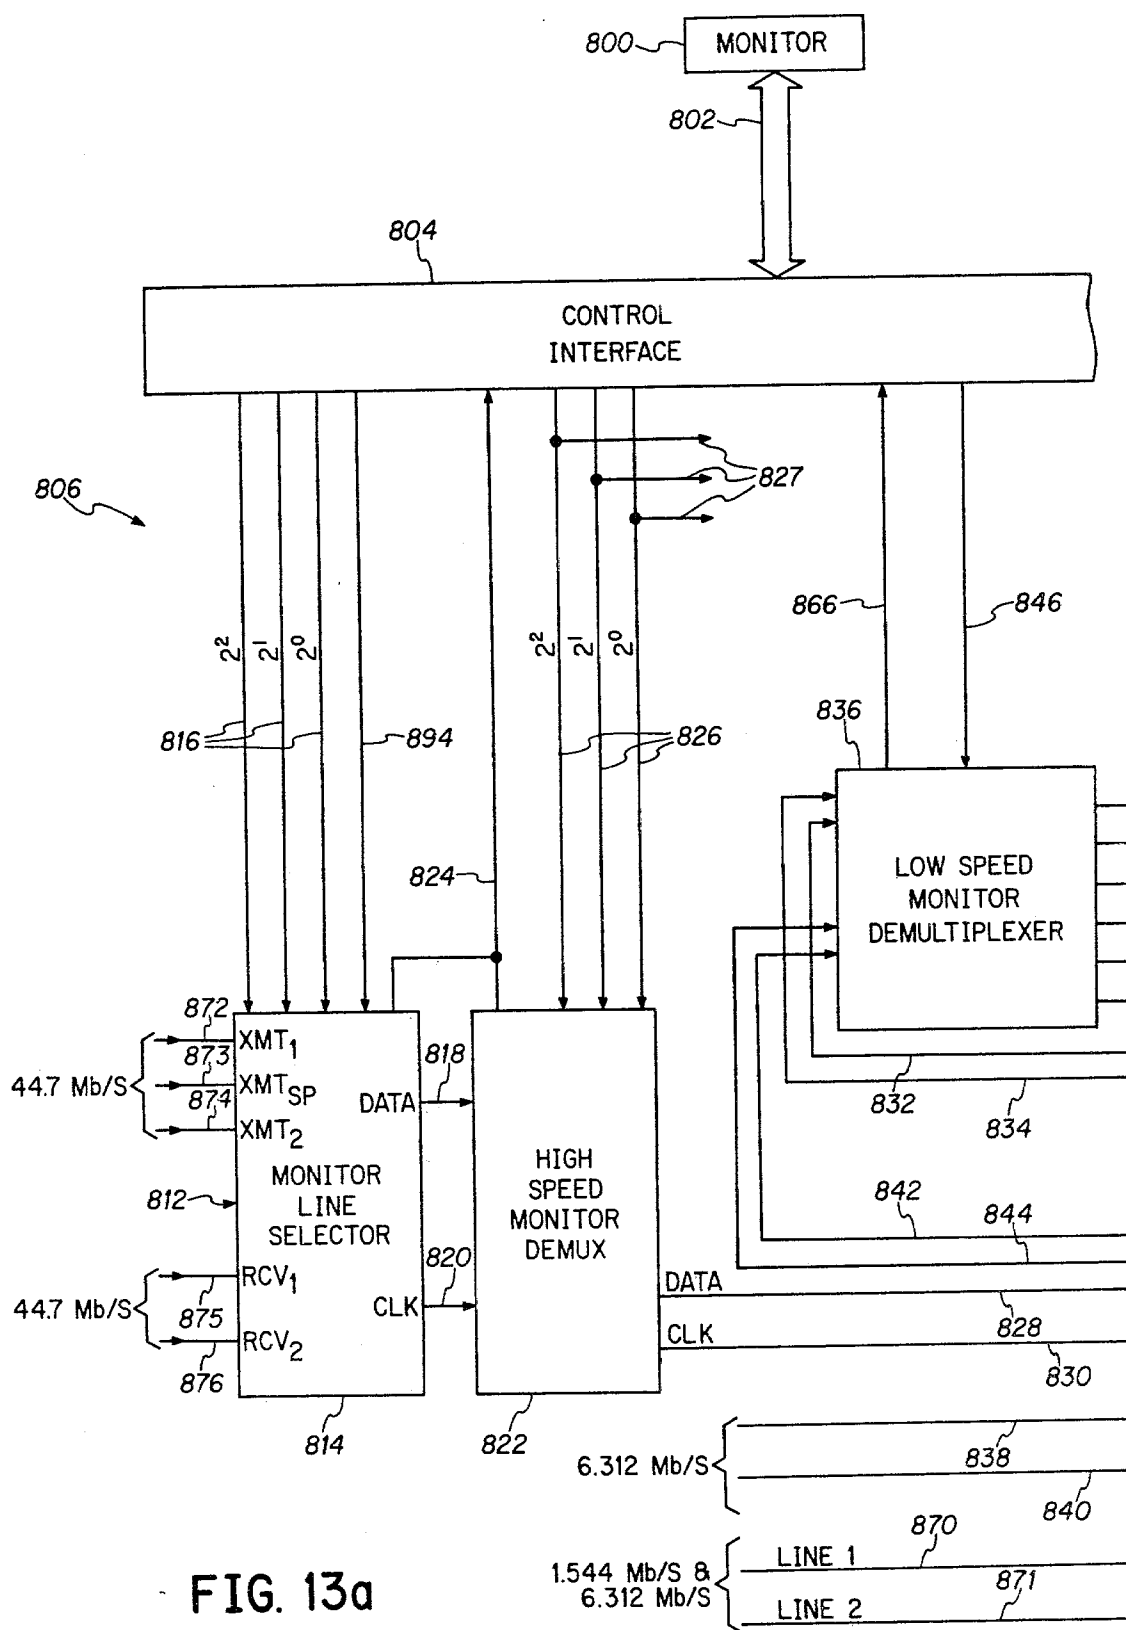 800
MONITOR
802
804
CONTROL
INTERFACE
806
827
2²
2¹
2⁰
2²
2¹
2⁰
866
846
816
894
826
836
824
LOW SPEED
MONITOR
DEMULTIPLEXER
872
XMT₁
873
44.7 Mb/S
XMT_SP
874
XMT₂
DATA
818
832
834
MONITOR
LINE
SELECTOR
812
HIGH
SPEED
MONITOR
DEMUX
842
844
RCV₁
44.7 Mb/S
875
CLK
820
DATA
828
RCV₂
876
CLK
830
814
822
6.312 Mb/S
838
840
870
LINE 1
1.544 Mb/S &
6.312 Mb/S
871
LINE 2
FIG. 13a